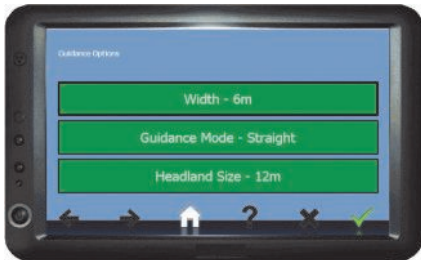 Guidance Options
Width - 6m
Guidance Mode - Straight
Headland Size - 12m
?